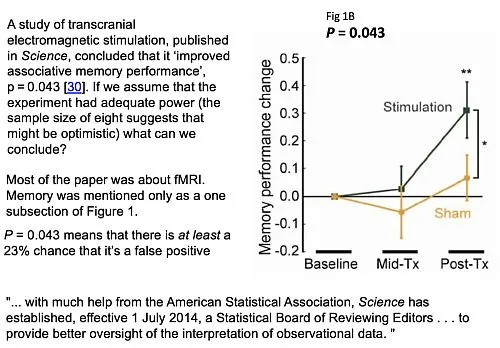 A study of transcranial
electromagnetic stimulation, published
in Science, concluded that it 'improved
associative memory performance',
p = 0.043 [30]. If we assume that the
experiment had adequate power (the
sample size of eight suggests that
might be optimistic) what can we
conclude?
Most of the paper was about fMRI.
Memory was mentioned only as a one
subsection of Figure 1.
P = 0.043 means that there is at least a
23% chance that it's a false positive
Fig 1B
P = 0.043
Memory performance change
0.5
0.4
0.3
0.2
0.1
0.0
-0.1
-0.2
**
Stimulation
*
Sham
Baseline Mid-Tx Post-Tx
"... with much help from the American Statistical Association, Science has
established, effective 1 July 2014, a Statistical Board of Reviewing Editors . . . to
provide better oversight of the interpretation of observational data. "